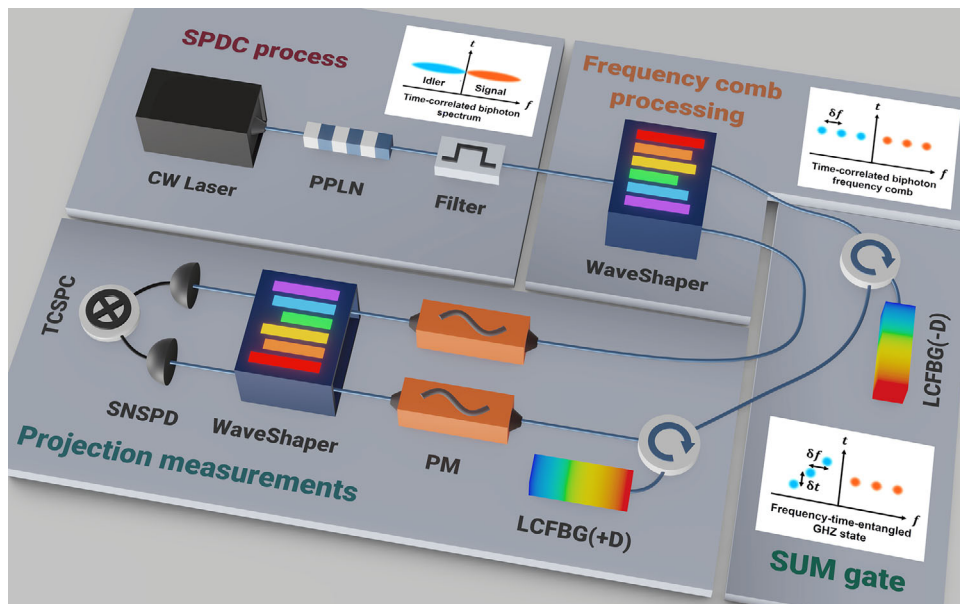 SPDC process
t
Idler
Signal
f
Time-correlated biphoton
spectrum
CW Laser
PPLN
Filter
Frequency comb
processing
WaveShaper
δf
t
f
Time-correlated biphoton
frequency comb
LCFBG(-D)
t
δf
δt
f
Frequency-time-entangled
GHZ state
SUM gate
TCSPC
SNSPD
WaveShaper
PM
LCFBG(+D)
Projection measurements